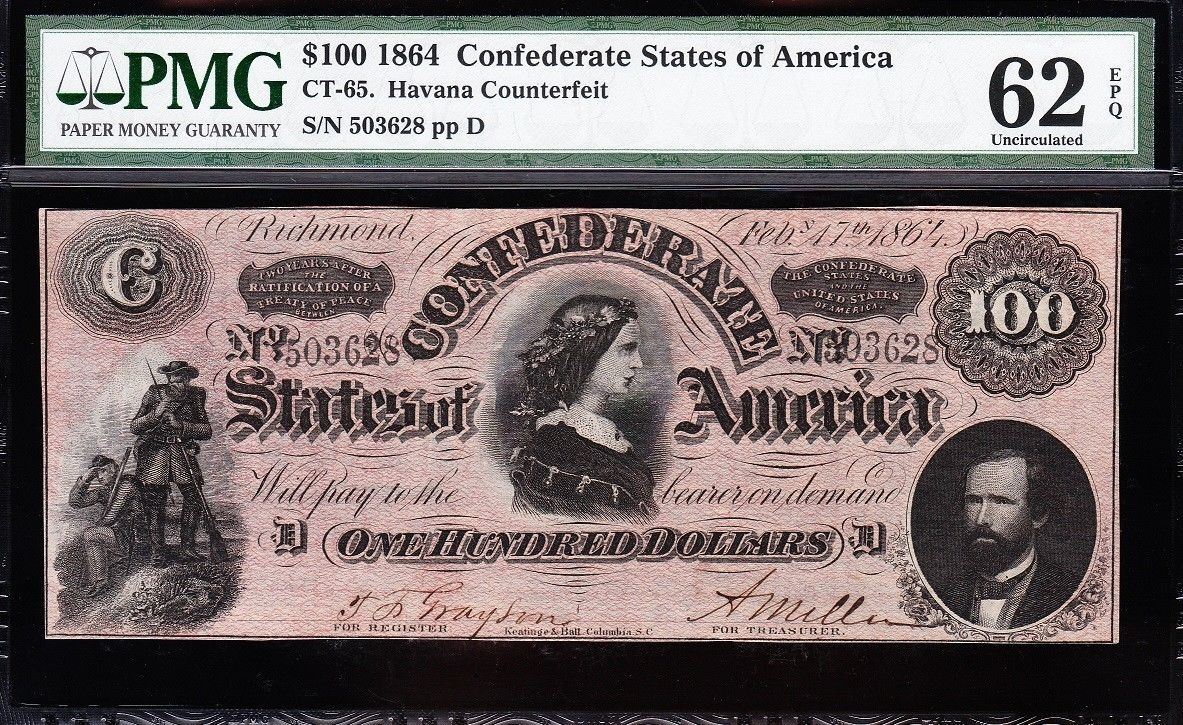 PMG
PAPER MONEY GUARANTY
$100 1864 Confederate States of America
CT-65. Havana Counterfeit
S/N 503628 pp D
62
EPQ
Uncirculated
C
Richmond,
Feby. 17th 1864.
100
TWO YEARS AFTER
THE
RATIFICATION OF A
TREATY OF PEACE
BETWEEN
CONFEDERATE
THE CONFEDERATE
STATES
AND THE
UNITED STATES
OF AMERICA.
No 503628
No 503628
States of America
Will pay to the bearer on demand
D ONE HUNDRED DOLLARS D
FOR REGISTER
Keatinge & Ball, Columbia, S.C
FOR TREASURER.